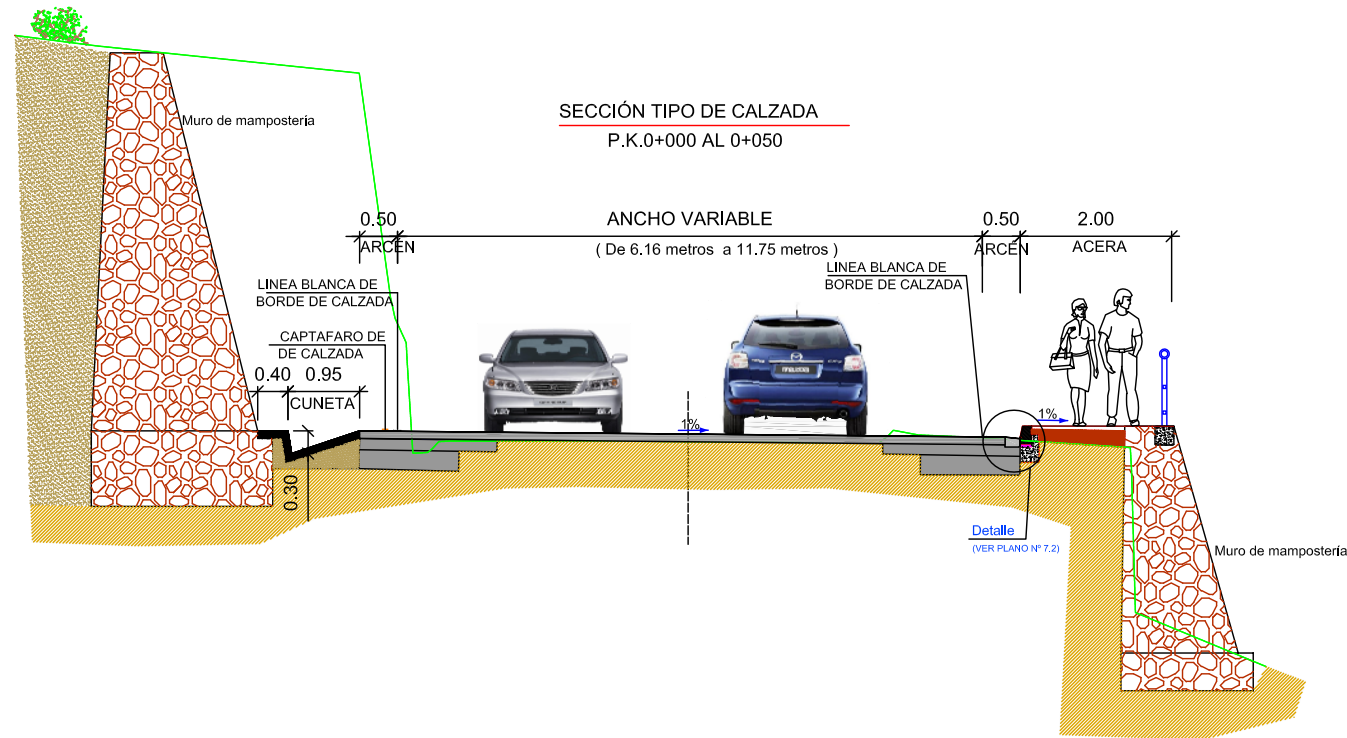 SECCIÓN TIPO DE CALZADA
P.K.0+000 AL 0+050
Muro de mampostería
0.50
ANCHO VARIABLE
0.50
2.00
ARCÉN
( De 6.16 metros a 11.75 metros )
ARCÉN
ACERA
LINEA BLANCA DE
BORDE DE CALZADA
LINEA BLANCA DE
BORDE DE CALZADA
CAPTAFARO DE
DE CALZADA
0.40
0.95
CUNETA
mazda
1%
1%
0.30
Detalle
(VER PLANO Nº 7.2)
Muro de mampostería